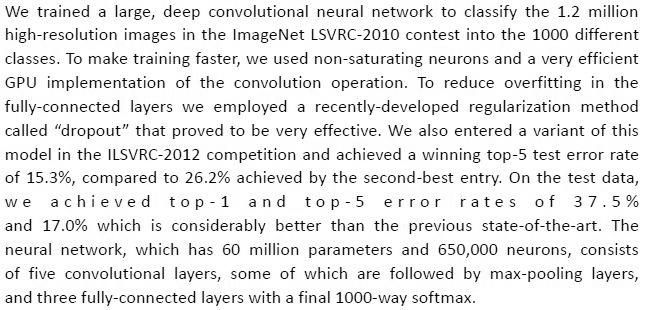 We trained a large, deep convolutional neural network to classify the 1.2 million
high-resolution images in the ImageNet LSVRC-2010 contest into the 1000 different
classes. To make training faster, we used non-saturating neurons and a very efficient
GPU implementation of the convolution operation. To reduce overfitting in the
fully-connected layers we employed a recently-developed regularization method
called “dropout” that proved to be very effective. We also entered a variant of this
model in the ILSVRC-2012 competition and achieved a winning top-5 test error rate
of 15.3%, compared to 26.2% achieved by the second-best entry. On the test data,
we achieved top-1 and top-5 error rates of 37.5%
and 17.0% which is considerably better than the previous state-of-the-art. The
neural network, which has 60 million parameters and 650,000 neurons, consists
of five convolutional layers, some of which are followed by max-pooling layers,
and three fully-connected layers with a final 1000-way softmax.